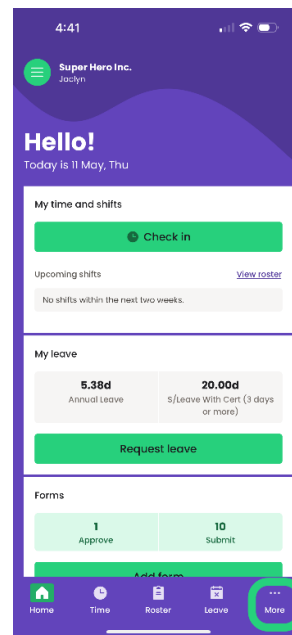 4:41
Super Hero Inc.
Jaclyn
Hello!
Today is 11 May, Thu
My time and shifts
Check in
Upcoming shifts
View roster
No shifts within the next two weeks.
My leave
5.38d
Annual Leave
20.00d
S/Leave With Cert (3 days
or more)
Request leave
Forms
1
Approve
10
Submit
Add form
Home
Time
Roster
Leave
More